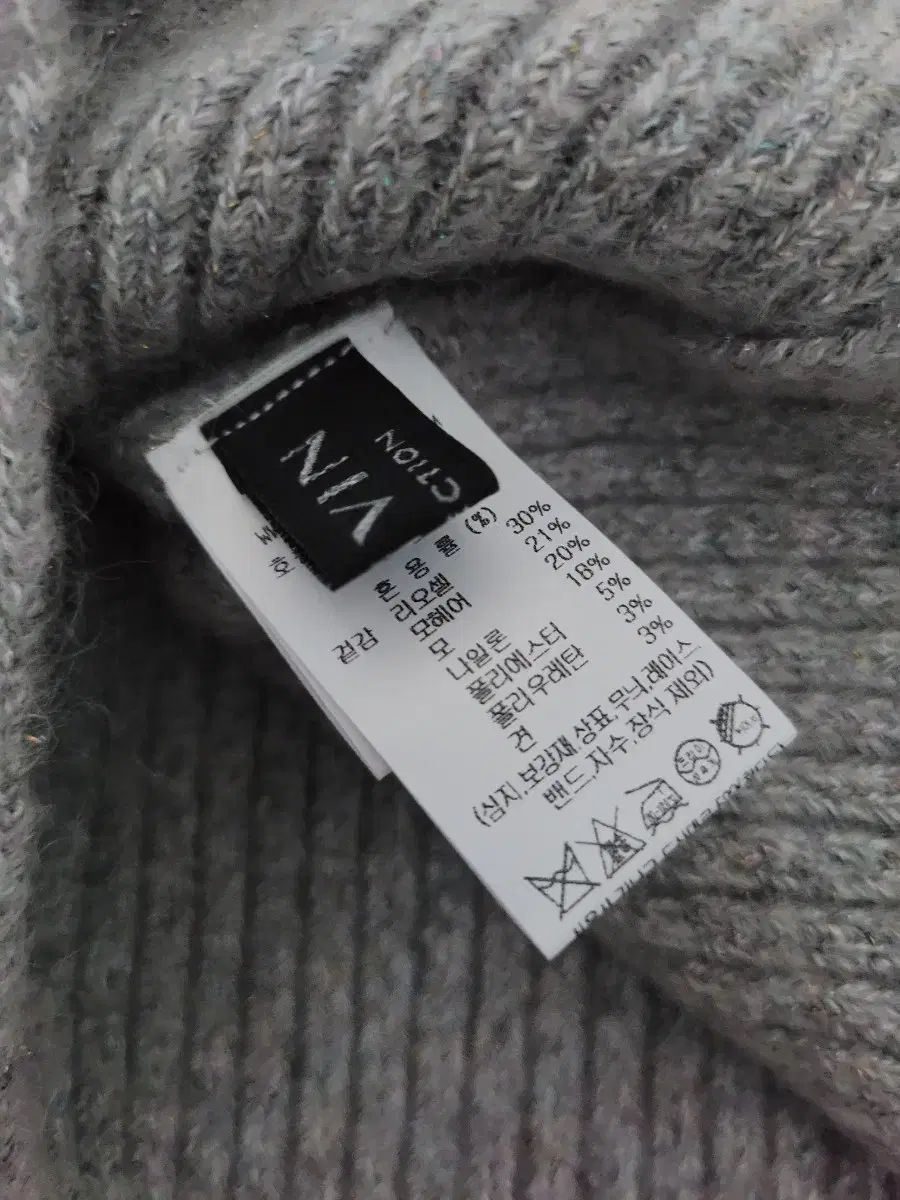 VIN
CTION
혼 용 률 (%)
겉감 리오셀 30%
모헤어 21%
모 20%
나일론 18%
폴리에스터 5%
폴리우레탄 3%
견 3%
(심지,보강재,상표,무늬,레이스
밴드,자수,장식 제외)